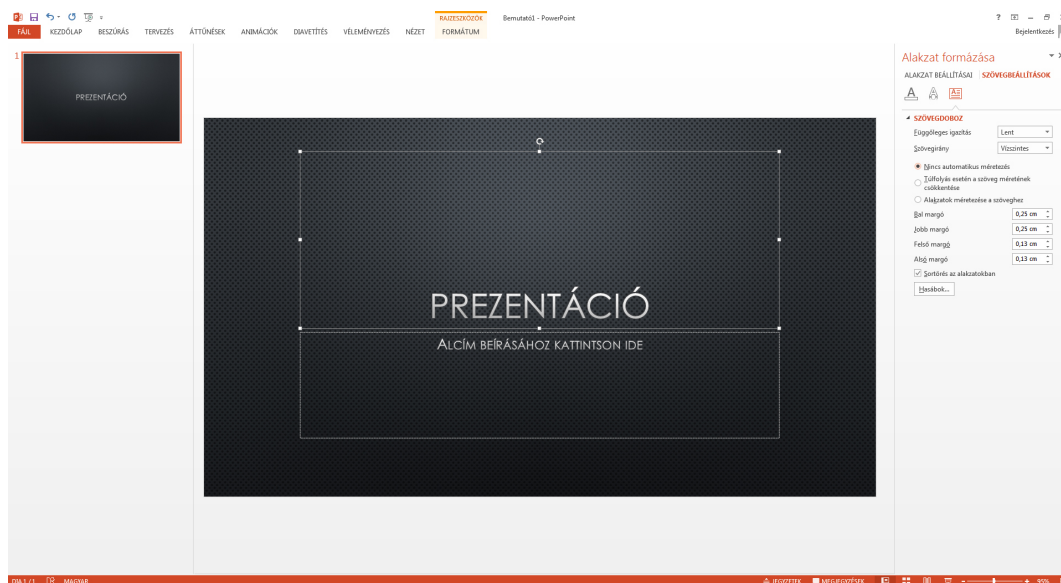 RAJZESZKÖZÖK Bemutató1 - PowerPoint
FÁJL KEZDŐLAP BESZÚRÁS TERVEZÉS ÁTTŰNÉSEK ANIMÁCIÓK DIAVETÍTÉS VÉLEMÉNYEZÉS NÉZET FORMÁTUM Bejelentkezés
1
PREZENTÁCIÓ
PREZENTÁCIÓ
Alcím beírásához kattintson ide
Alakzat formázása
ALAKZAT BEÁLLÍTÁSAI SZÖVEGBEÁLLÍTÁSOK
SZÖVEGDOBOZ
Függőleges igazítás Lent
Szövegirány Vízszintes
Nincs automatikus méretezés
Túlfolyás esetén a szöveg méretének
csökkentése
Alakzatok méretezése a szöveghez
Bal margó 0,25 cm
Jobb margó 0,25 cm
Felső margó 0,13 cm
Alsó margó 0,13 cm
Sortörés az alakzatokban
Hasábok...
DIA 1 / 1 MAGYAR JEGYZETEK MEGJEGYZÉSEK 95%